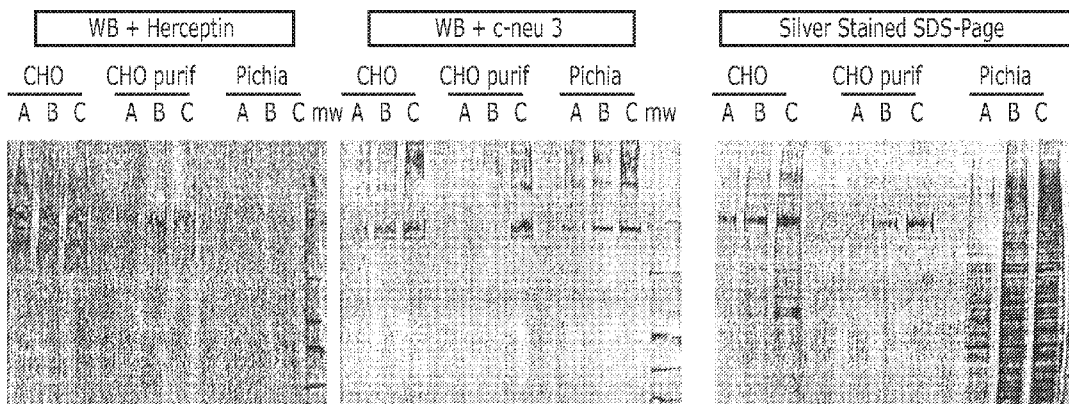 WB + Herceptin WB + c-neu 3 Silver Stained SDS-Page
CHO CHO purif Pichia CHO CHO purif Pichia CHO CHO purif Pichia
A B C A B C A B C mw A B C A B C A B C mw A B C A B C A B C